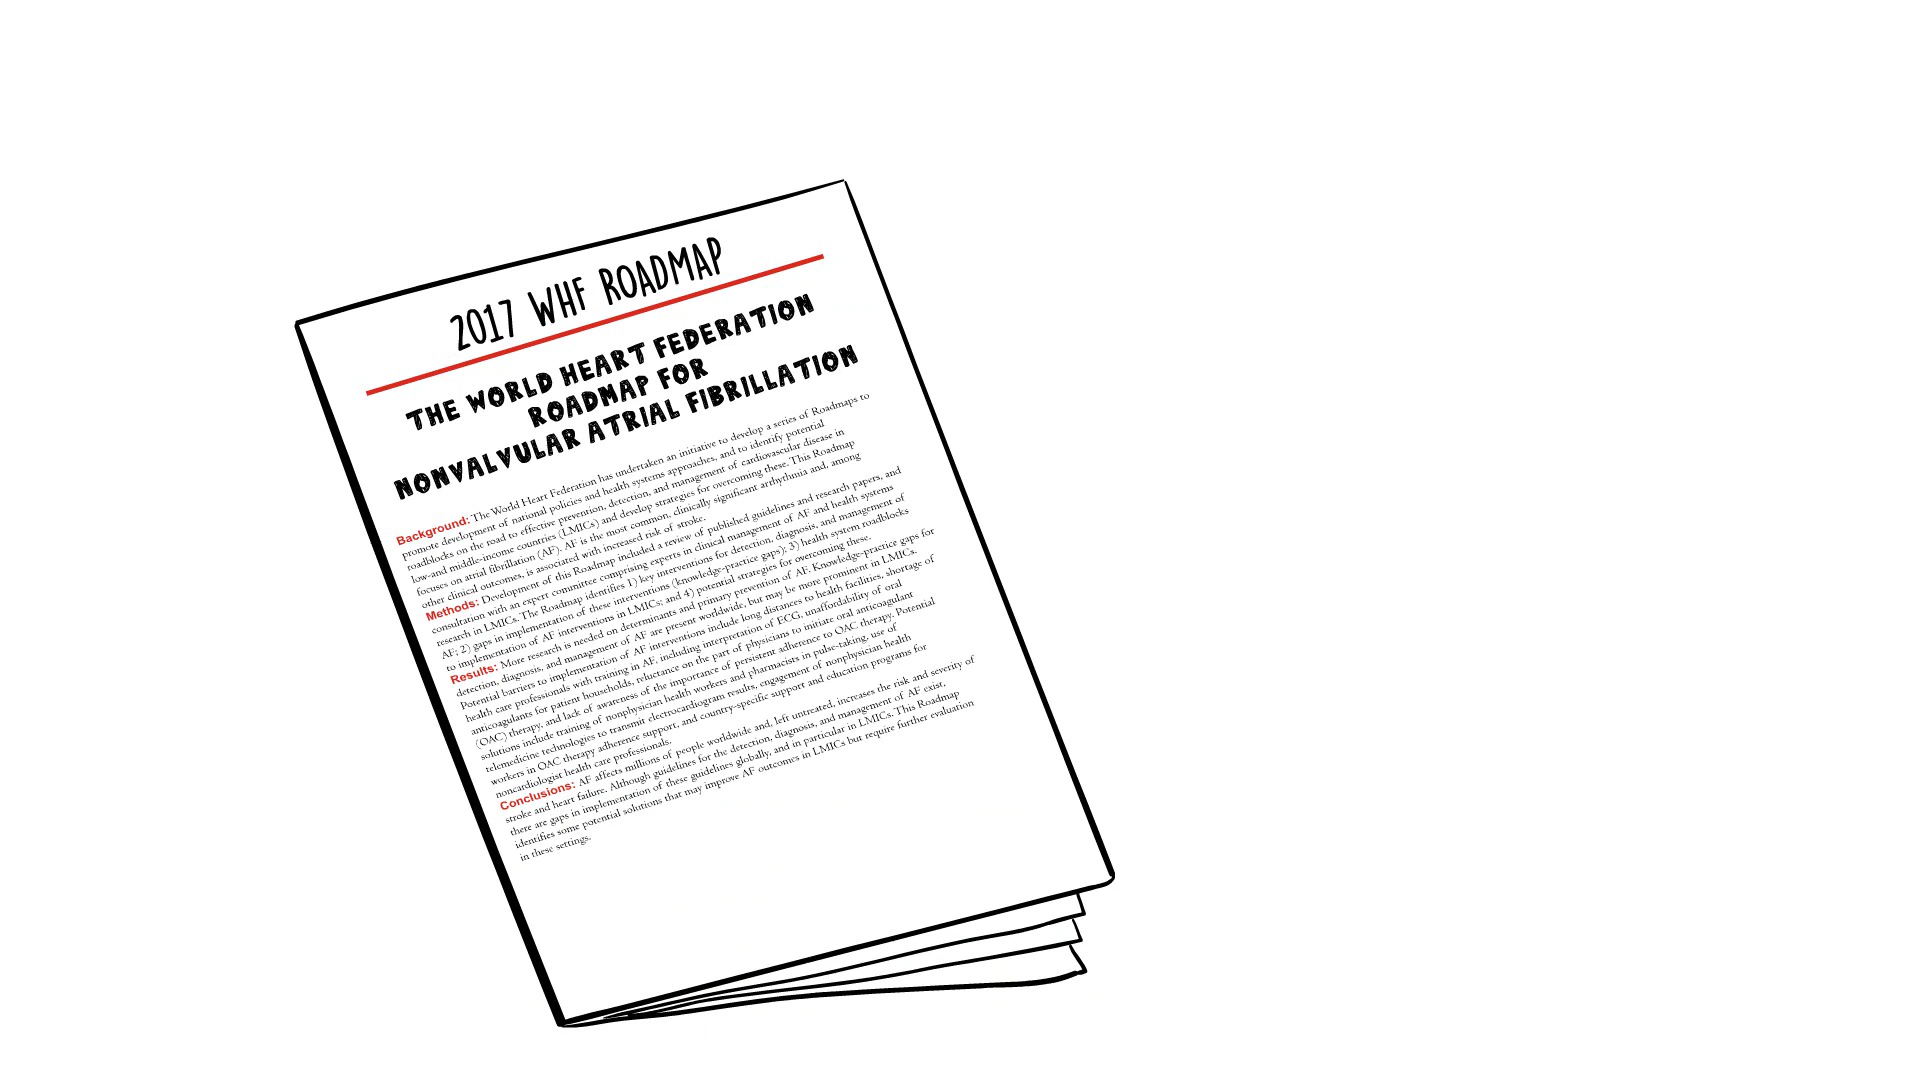 2017 WHF ROADMAP
THE WORLD HEART FEDERATION
ROADMAP FOR
NONVALVULAR ATRIAL FIBRILLATION
Background: The World Heart Federation has undertaken an initiative to develop a series of Roadmaps to
promote development of national policies and health systems approaches, and to identify potential
roadblocks on the road to effective prevention, detection, and management of cardiovascular disease in
low-and middle-income countries (LMICs) and develop strategies for overcoming these. This Roadmap
focuses on atrial fibrillation (AF). AF is the most common, clinically significant arrhythmia and, among
other clinical outcomes, is associated with increased risk of stroke.
Methods: Development of this Roadmap included a review of published guidelines and research papers, and
consultation with an expert committee comprising experts in clinical management of AF and health systems
research in LMICs. The Roadmap identifies 1) key interventions for detection, diagnosis, and management of
AF; 2) gaps in implementation of these interventions (knowledge-practice gaps); 3) health system roadblocks
to implementation of AF interventions in LMICs; and 4) potential strategies for overcoming these.
Results: More research is needed on determinants and primary prevention of AF. Knowledge-practice gaps for
detection, diagnosis, and management of AF are present worldwide, but may be more prominent in LMICs.
Potential barriers to implementation of AF interventions include long distances to health facilities, shortage of
health care professionals with training in AF, including interpretation of ECG, unaffordability of oral
anticoagulants for patient households, reluctance on the part of physicians to initiate oral anticoagulant
(OAC) therapy, and lack of awareness of the importance of persistent adherence to OAC therapy. Potential
solutions include training of nonphysician health workers and pharmacists in pulse-taking, use of
telemedicine technologies to transmit electrocardiogram results, engagement of nonphysician health
workers in OAC therapy adherence support, and country-specific support and education programs for
noncardiologist health care professionals.
Conclusions: AF affects millions of people worldwide and, left untreated, increases the risk and severity of
stroke and heart failure. Although guidelines for the detection, diagnosis, and management of AF exist,
there are gaps in implementation of these guidelines globally, and in particular in LMICs. This Roadmap
identifies some potential solutions that may improve AF outcomes in LMICs but require further evaluation
in these settings.